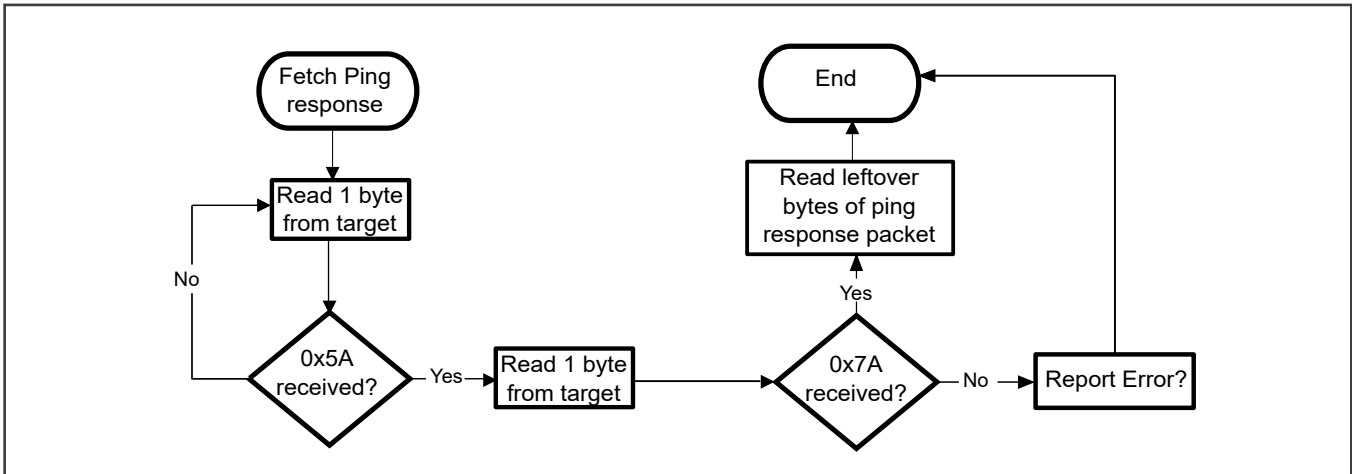 Fetch Ping
response
Read 1 byte
from target
No
0x5A
received?
Yes
Read 1 byte
from target
0x7A
received?
Yes
Read leftover
bytes of ping
response packet
End
No
Report Error?